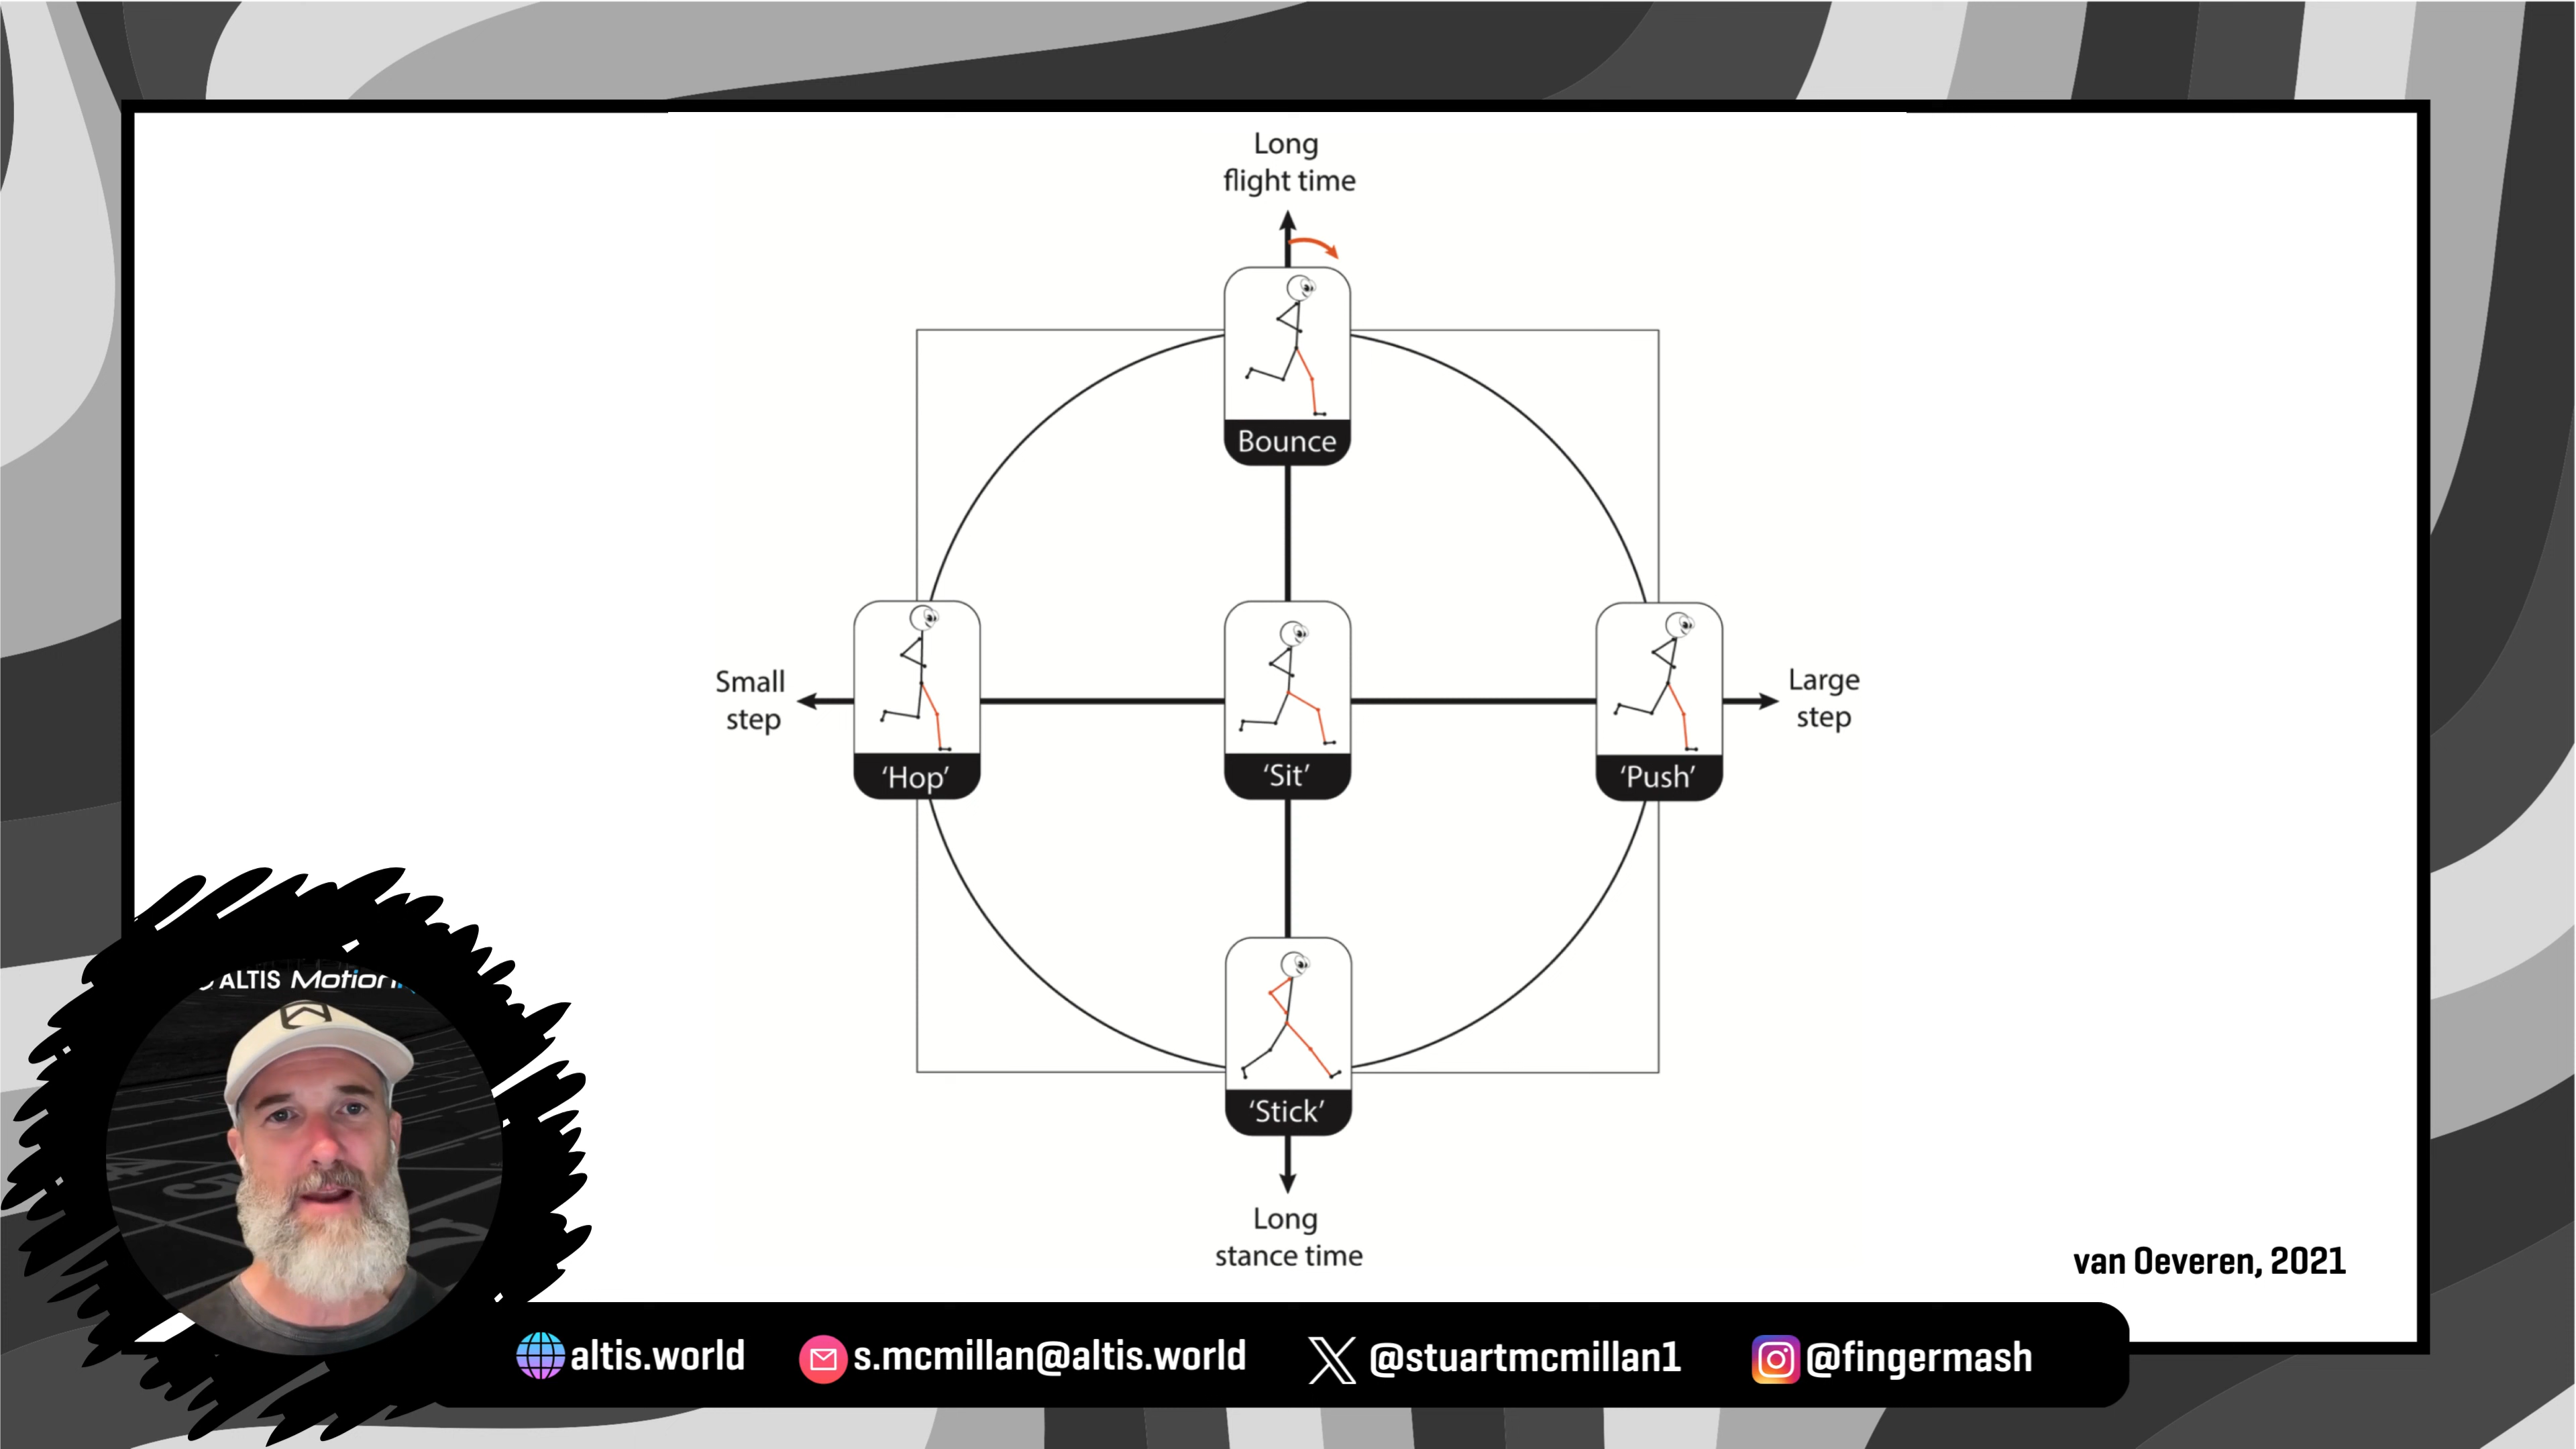 Long
flight time
Bounce
Small
step
‘Hop’
‘Sit’
‘Push’
Large
step
‘Stick’
Long
stance time
van Oeveren, 2021
ALTIS Motion
altis.world
s.mcmillan@altis.world
@stuartmcmillan1
@fingermash